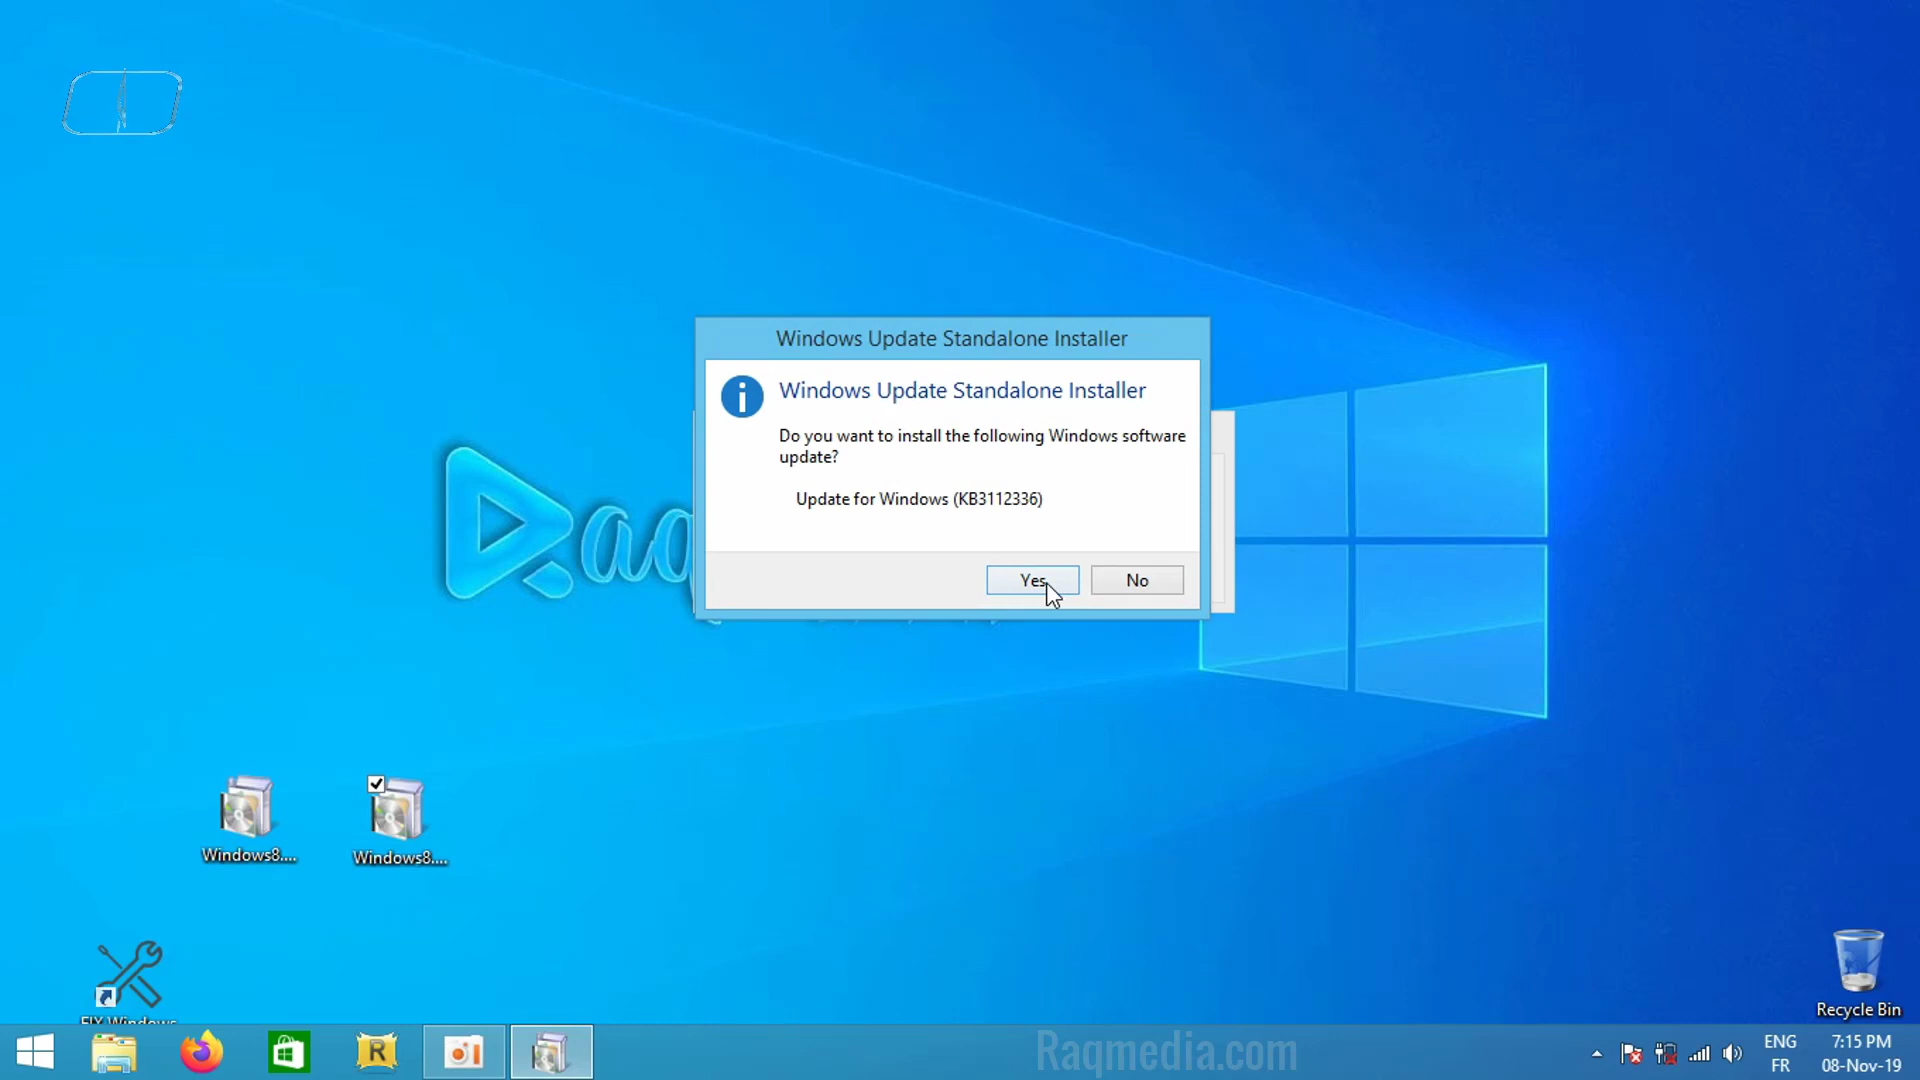 Windows Update Standalone Installer
Windows Update Standalone Installer
Do you want to install the following Windows software
update?
Update for Windows (KB3112336)
Yes
No
Windows8....
Windows8....
FIX Windows
Recycle Bin
R
Raqmedia.com
ENG
FR
7:15 PM
08-Nov-19